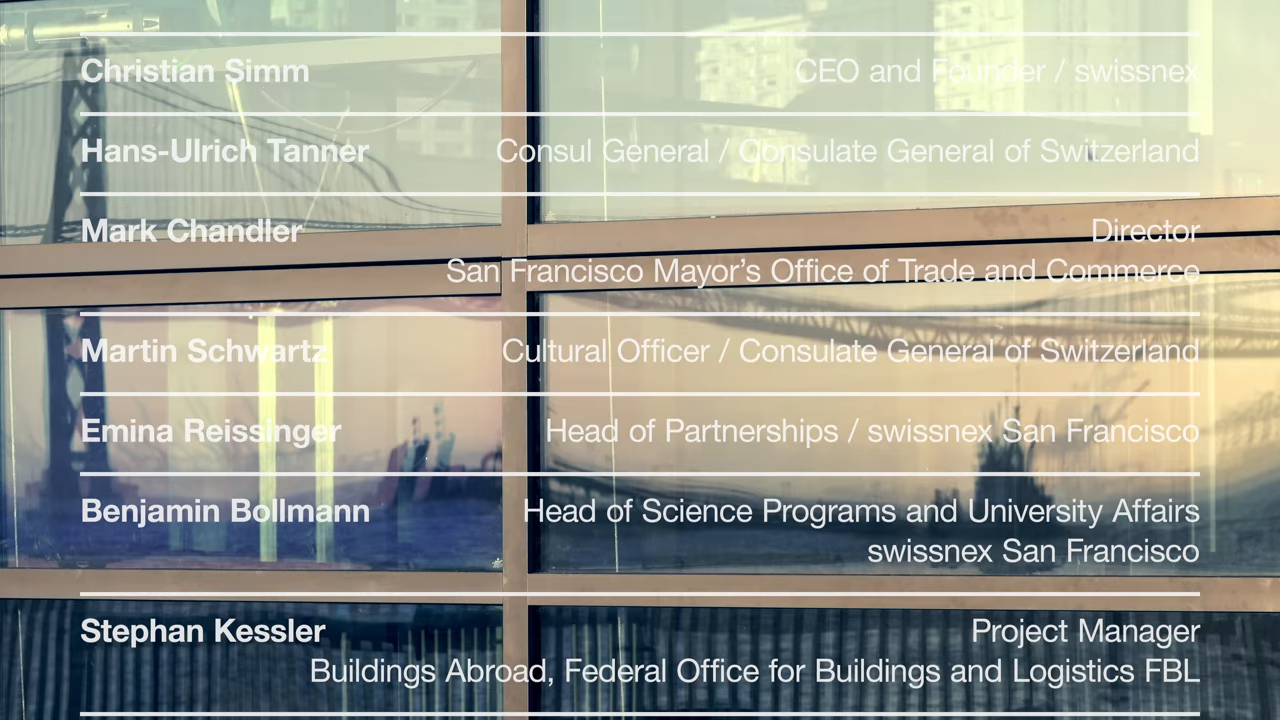 Christian Simm CEO and Founder / swissnex
Hans-Ulrich Tanner Consul General / Consulate General of Switzerland
Mark Chandler Director
San Francisco Mayor’s Office of Trade and Commerce
Martin Schwartz Cultural Officer / Consulate General of Switzerland
Emina Reissinger Head of Partnerships / swissnex San Francisco
Benjamin Bollmann Head of Science Programs and University Affairs
swissnex San Francisco
Stephan Kessler Project Manager
Buildings Abroad, Federal Office for Buildings and Logistics FBL